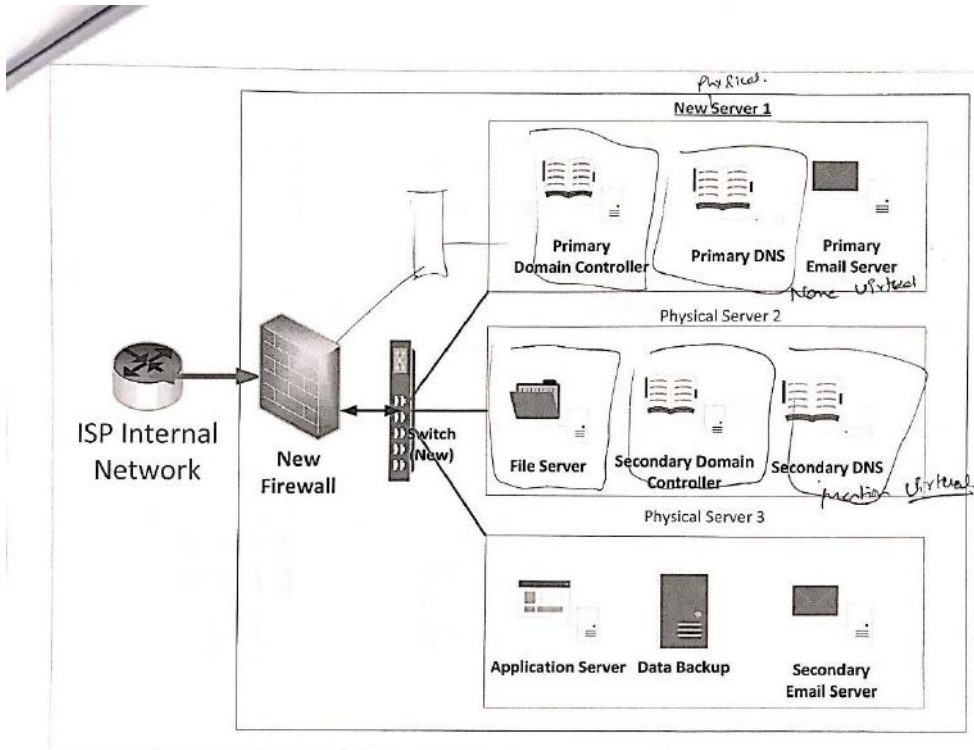 Physical.
New Server 1
Primary
Domain Controller
Primary DNS
Primary
Email Server
None virtual
Physical Server 2
ISP Internal
Network
New
Firewall
Switch
(New)
File Server
Secondary Domain
Controller
Secondary DNS
mention virtual
Physical Server 3
Application Server
Data Backup
Secondary
Email Server